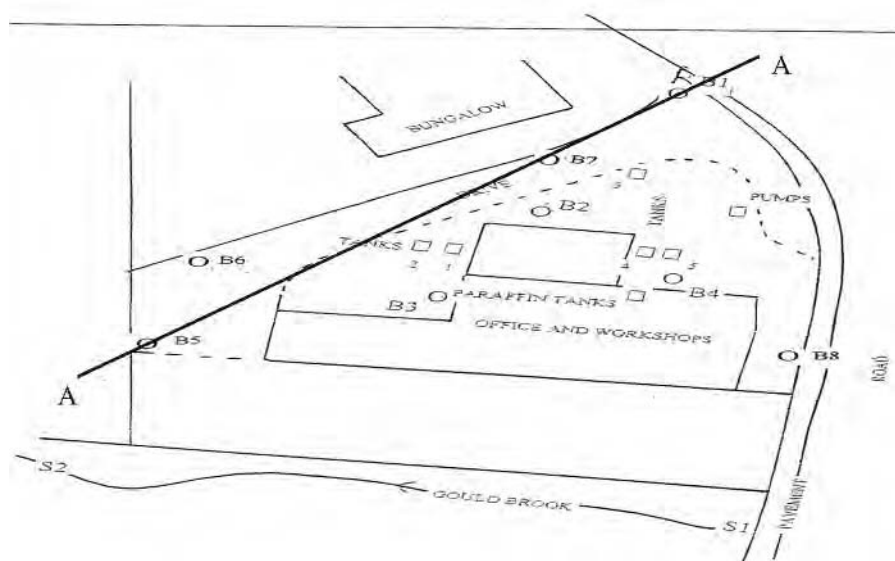 A
B1
BUNGALOW
B7
DRIVE
3
PUMPS
TANKS
B2
TANKS
2
1
4
5
B6
B4
PARAFFIN TANKS
B3
OFFICE AND WORKSHOPS
B5
B8
ROAD
A
S2
GOULD BROOK
S1
PAVEMENT